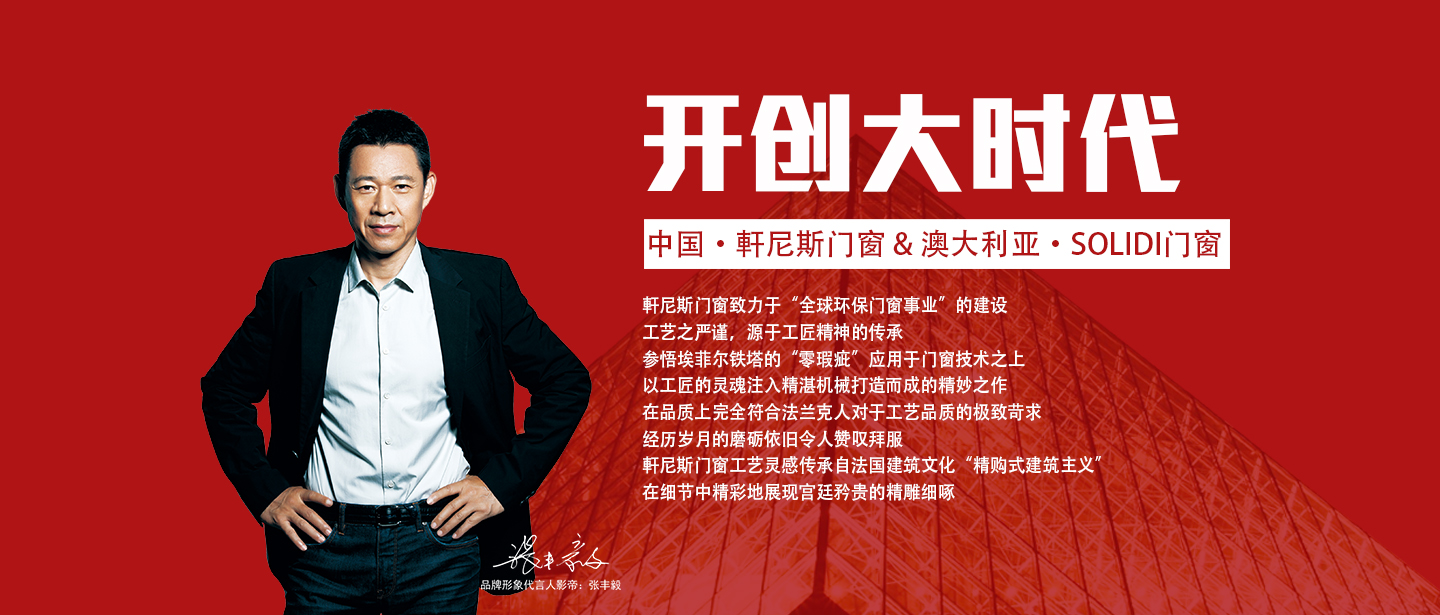 开创大时代
中国·軒尼斯门窗 & 澳大利亚·SOLIDI门窗
軒尼斯门窗致力于“全球环保门窗事业”的建设
工艺之严谨，源于工匠精神的传承
参悟埃菲尔铁塔的“零瑕疵”应用于门窗技术之上
以工匠的灵魂注入精湛机械打造而成的精妙之作
在品质上完全符合法兰克人对于工艺品质的极致苛求
经历岁月的磨砺依旧令人赞叹拜服
軒尼斯门窗工艺灵感传承自法国建筑文化“精购式建筑主义”
在细节中精彩地展现宫廷矜贵的精雕细啄
张丰毅
品牌形象代言人影帝：张丰毅